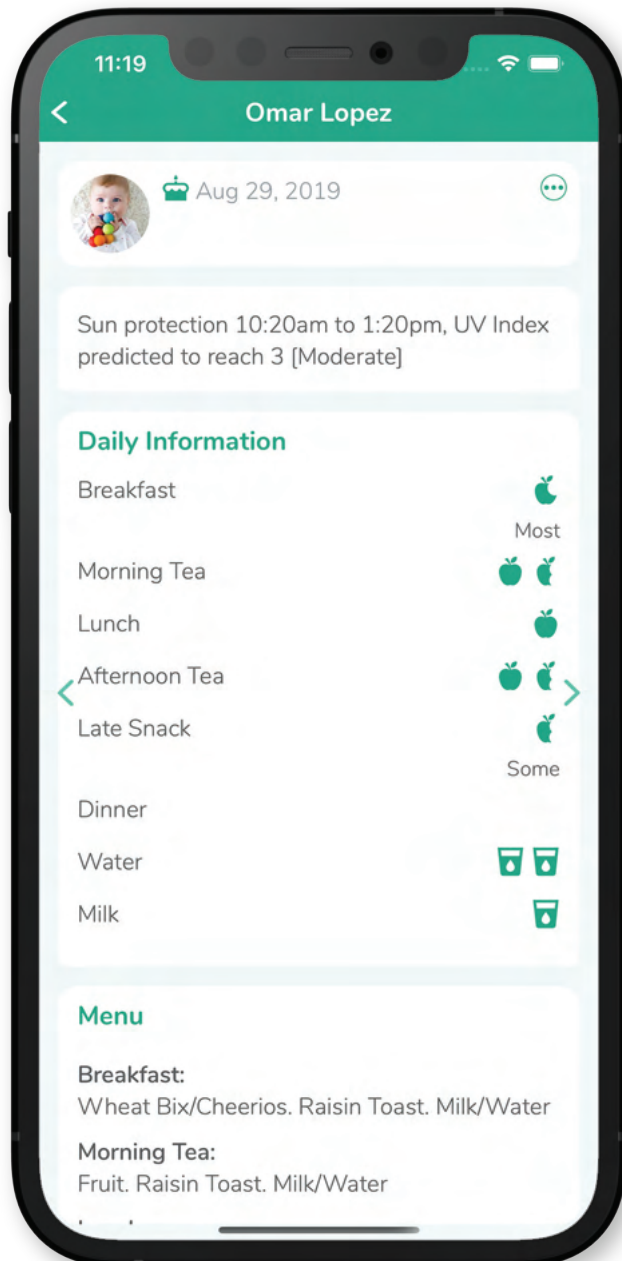 11:19
Omar Lopez
Aug 29, 2019
Sun protection 10:20am to 1:20pm, UV Index
predicted to reach 3 [Moderate]
Daily Information
Breakfast
Most
Morning Tea
Lunch
Afternoon Tea
Late Snack
Some
Dinner
Water
Milk
Menu
Breakfast:
Wheat Bix/Cheerios. Raisin Toast. Milk/Water
Morning Tea:
Fruit. Raisin Toast. Milk/Water